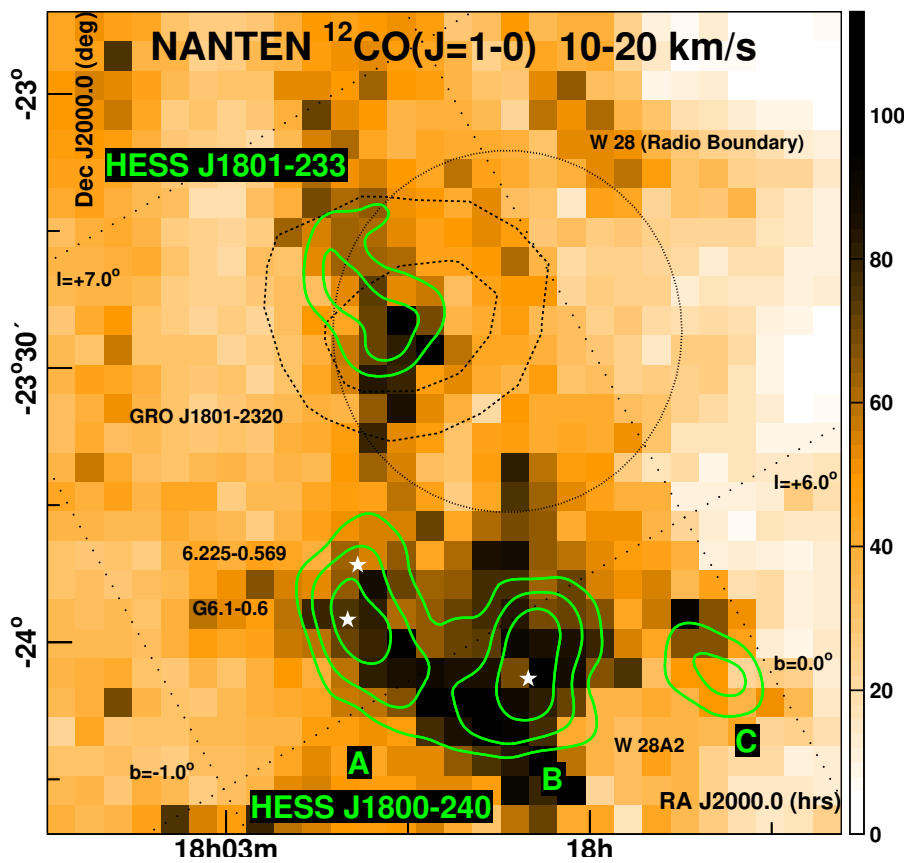 NANTEN ¹²CO(J=1-0) 10-20 km/s
Dec J2000.0 (deg)
-23°
W 28 (Radio Boundary)
HESS J1801-233
100
l=+7.0°
80
-23°30´
GRO J1801-2320
60
l=+6.0°
6.225-0.569
40
G6.1-0.6
-24°
b=0.0°
20
W 28A2
C
A
b=-1.0°
B
HESS J1800-240
RA J2000.0 (hrs)
0
18h03m
18h